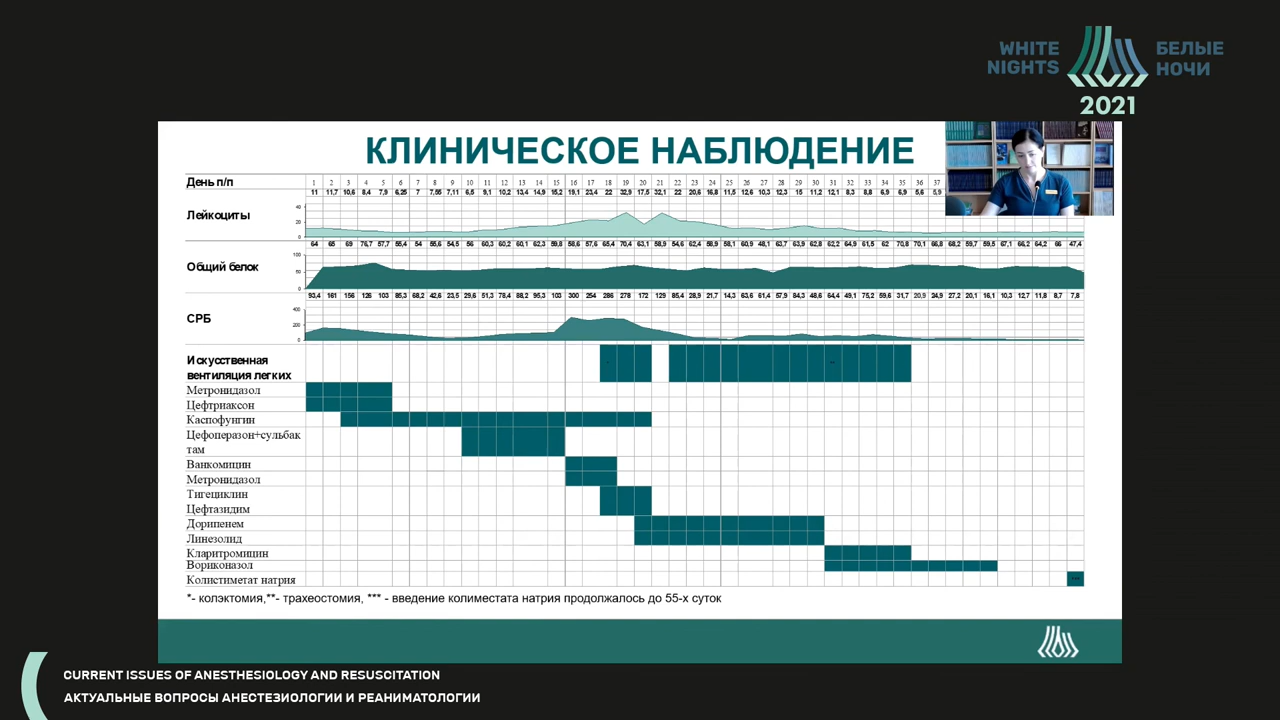 WHITE
NIGHTS
БЕЛЫЕ
НОЧИ
2021
КЛИНИЧЕСКОЕ НАБЛЮДЕНИЕ
День п/п
1 2 3 4 5 6 7 8 9 10 11 12 13 14 15 16 17 18 19 20 21 22 23 24 25 26 27 28 29 30 31 32 33 34 35 36 37
11 11,7 10,6 8,4 7,9 6,25 7 7,55 7,11 6,5 9,1 10,2 13,4 14,9 15,2 19,1 23,4 22 32,9 17,5 32,1 22 20,6 16,8 11,5 12,6 10,3 12,3 15 11,2 12,1 8,3 8,8 6,9 6,9 5,6 5,9
Лейкоциты
40
20
0
64 65 69 76,7 57,7 55,4 54 55,6 54,5 56 60,3 60,2 60,1 62,3 59,8 58,6 57,6 65,4 70,4 63,1 58,9 54,6 62,4 58,9 58,1 60,9 48,1 63,7 63,9 62,8 62,2 64,9 61,5 62 70,8 70,1 66,8 68,2 59,7 59,5 67,1 66,2 64,2 66 47,4
Общий белок
100
50
0
93,4 161 156 126 103 85,3 68,2 42,6 23,5 29,6 51,3 78,4 88,2 95,3 103 300 254 286 278 172 129 85,4 28,9 21,7 14,3 63,6 61,4 57,9 84,3 48,6 64,4 49,1 75,2 59,6 31,7 20,9 24,9 27,2 20,1 16,1 10,3 12,7 11,8 8,7 7,8
СРБ
400
200
0
Искусственная
вентиляция легких
Метронидазол
Цефтриаксон
Каспофунгин
Цефоперазон+сульбак
там
Ванкомицин
Метронидазол
Тигециклин
Цефтазидим
Дорипенем
Линезолид
Кларитромицин
Вориконазол
Колистиметат натрия
*- колэктомия,**- трахеостомия, *** - введение колиместата натрия продолжалось до 55-х суток
CURRENT ISSUES OF ANESTHESIOLOGY AND RESUSCITATION
АКТУАЛЬНЫЕ ВОПРОСЫ АНЕСТЕЗИОЛОГИИ И РЕАНИМАТОЛОГИИ